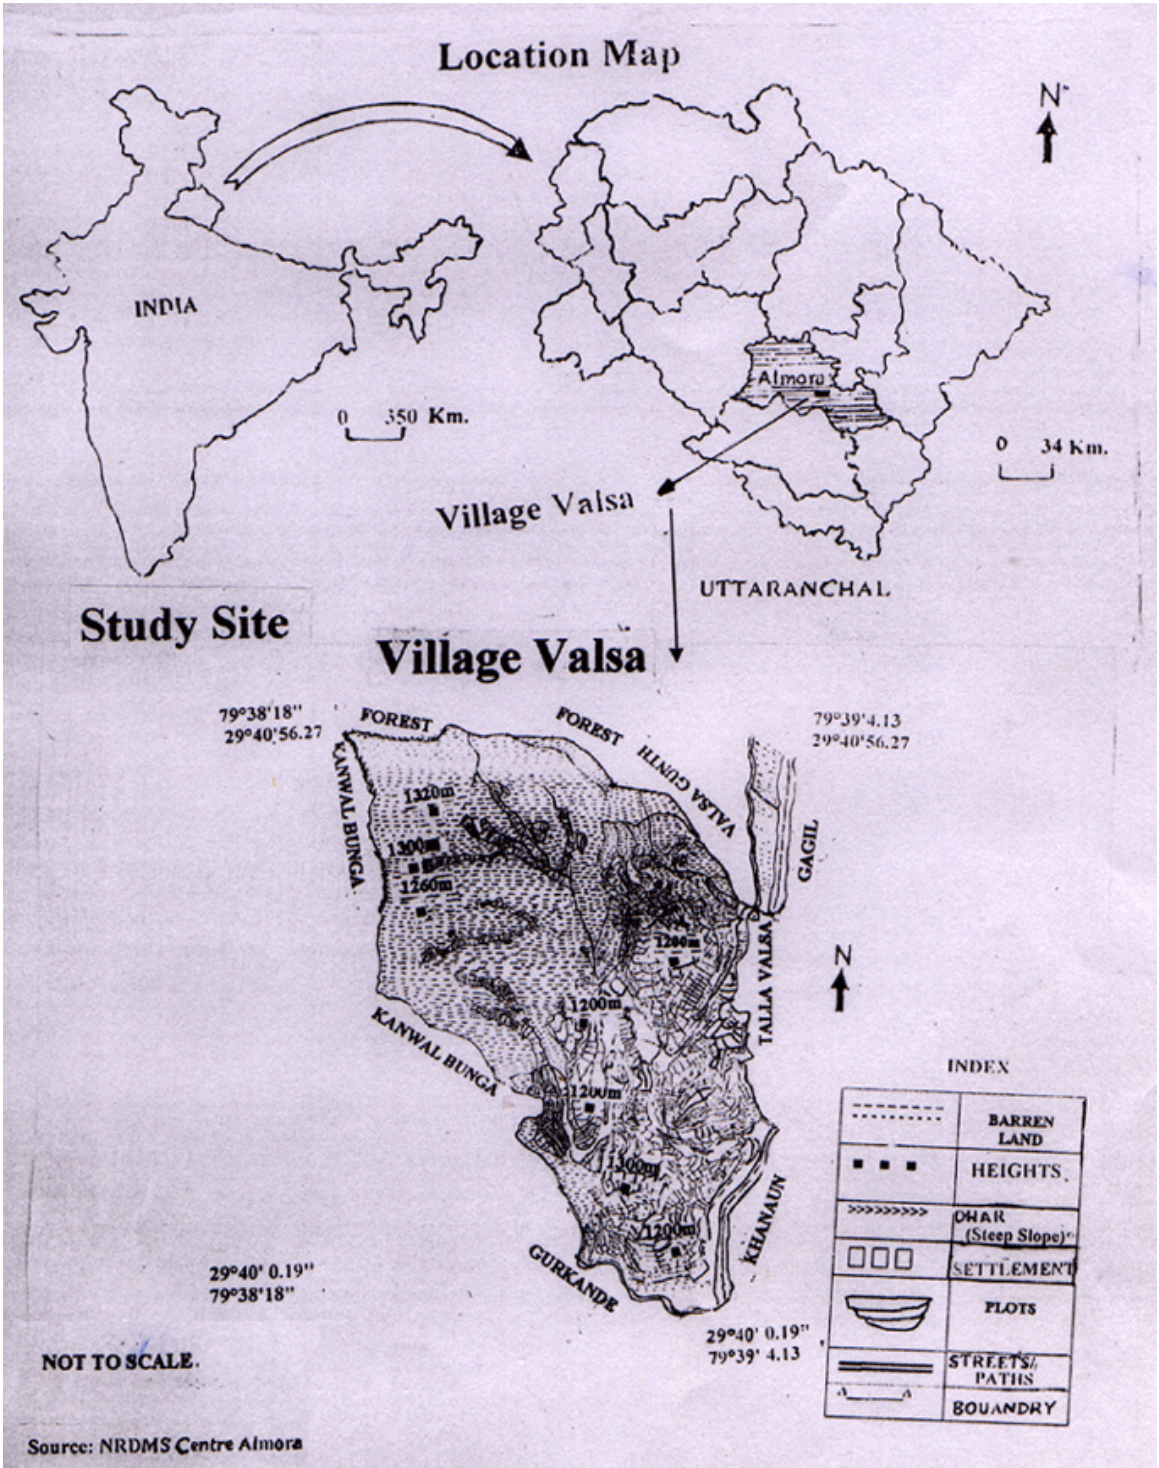 Location Map
N
INDIA
0 350 Km.
Almora
0 34 Km.
Village Valsa
UTTARANCHAL
Study Site
Village Valsa
79°38'18"
29°40'56.27
FOREST
FOREST
VALSA GUNTH
79°39'4.13
29°40'56.27
KANWAL BUNGA
1320m
1300m
1260m
GAGIL
1200m
TALLA VALSA
N
1200m
KANWAL BUNGA
1200m
1300m
1200m
KHANAUN
GURKANDE
29°40' 0.19"
79°38'18"
29°40' 0.19"
79°39' 4.13
NOT TO SCALE.
INDEX
BARREN
LAND
HEIGHTS
DHAR
(Steep Slope)
SETTLEMENT
PLOTS
STREETS/
PATHS
BOUANDRY
Source: NRDMS Centre Almora